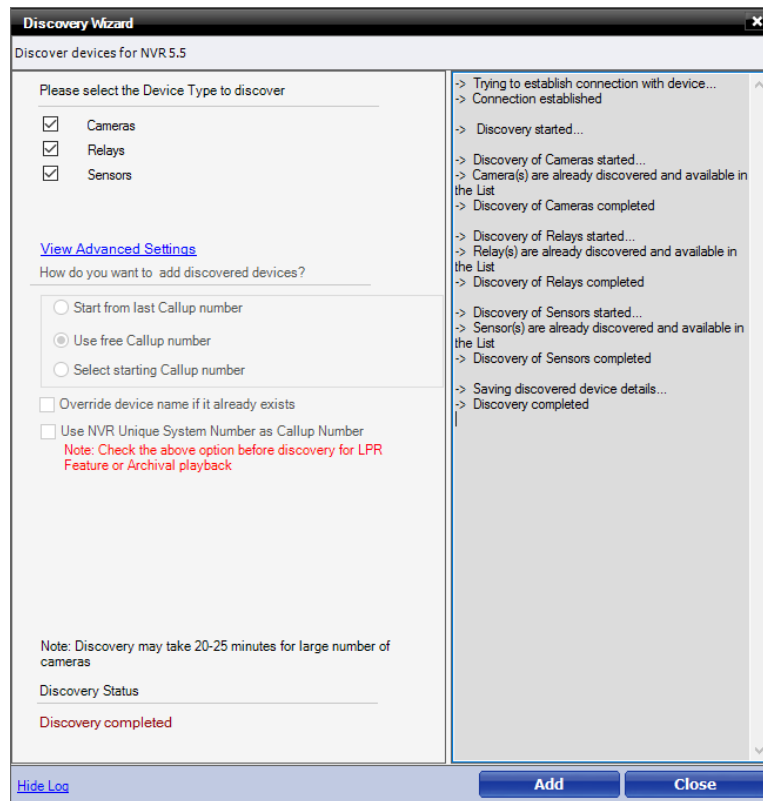 Discovery Wizard
x
Discover devices for NVR 5.5
Please select the Device Type to discover
Cameras
Relays
Sensors
View Advanced Settings
How do you want to  add discovered devices?
Start from last Callup number
Use free Callup number
Select starting Callup number
Override device name if it already exists
Use NVR Unique System Number as Callup Number
Note: Check the above option before discovery for LPR
Feature or Archival playback
Note: Discovery may take 20-25 minutes for large number of
cameras
Discovery Status
Discovery completed
-> Trying to establish connection with device...
-> Connection established
-> Discovery started...
-> Discovery of Cameras started...
-> Camera(s) are already discovered and available in
the List
-> Discovery of Cameras completed
-> Discovery of Relays started...
-> Relay(s) are already discovered and available in
the List
-> Discovery of Relays completed
-> Discovery of Sensors started...
-> Sensor(s) are already discovered and available in
the List
-> Discovery of Sensors completed
-> Saving discovered device details...
-> Discovery completed
Hide Log
Add
Close